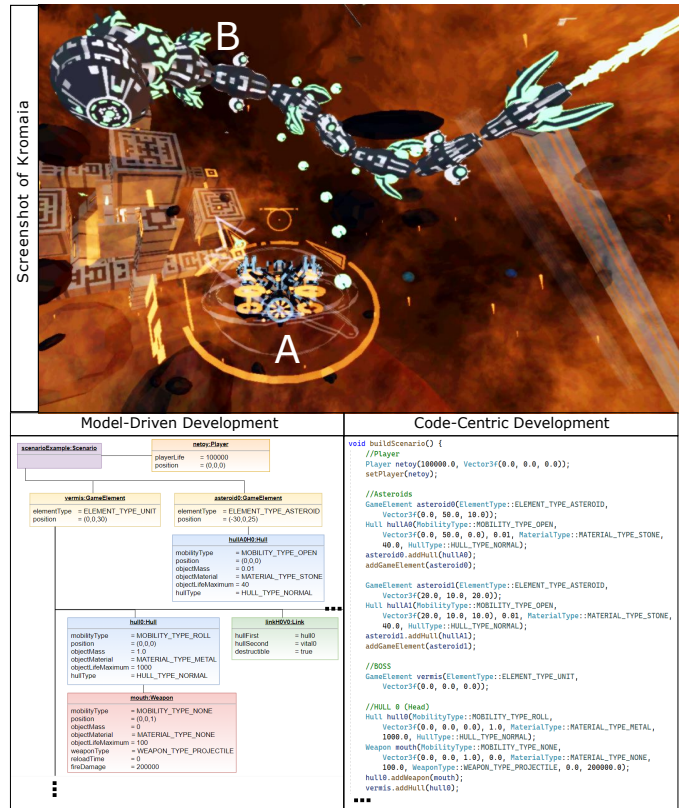 Screenshot of Kromaia
B
A
Model-Driven Development
Code-Centric Development
scenarioExample:Scenario
netoy:Player
playerLife = 100000
position = (0,0,0)
vermis:GameElement
elementType = ELEMENT_TYPE_UNIT
position = (0,0,30)
asteroid0:GameElement
elementType = ELEMENT_TYPE_ASTEROID
position = (-30,0,25)
hullA0H0:Hull
mobilityType = MOBILITY_TYPE_OPEN
position = (0,0,0)
objectMass = 0.01
objectMaterial = MATERIAL_TYPE_STONE
objectLifeMaximum = 40
hullType = HULL_TYPE_NORMAL
hull0:Hull
mobilityType = MOBILITY_TYPE_ROLL
position = (0,0,0)
objectMass = 1.0
objectMaterial = MATERIAL_TYPE_METAL
objectLifeMaximum = 1000
hullType = HULL_TYPE_NORMAL
linkH0V0:Link
hullFirst = hull0
hullSecond = vital0
destructible = true
mouth:Weapon
mobilityType = MOBILITY_TYPE_NONE
position = (0,0,1)
objectMass = 0
objectMaterial = MATERIAL_TYPE_NONE
objectLifeMaximum = 100
weaponType = WEAPON_TYPE_PROJECTILE
reloadTime = 0
fireDamage = 200000
void buildScenario() {
//Player
Player netoy(100000.0, Vector3f(0.0, 0.0, 0.0));
setPlayer(netoy);
//Asteroids
GameElement asteroid0(ElementType::ELEMENT_TYPE_ASTEROID,
Vector3f(0.0, 50.0, 10.0));
Hull hullA0(MobilityType::MOBILITY_TYPE_OPEN,
Vector3f(0.0, 50.0, 0.0), 0.01, MaterialType::MATERIAL_TYPE_STONE,
40.0, HullType::HULL_TYPE_NORMAL);
asteroid0.addHull(hullA0);
addGameElement(asteroid0);
GameElement asteroid1(ElementType::ELEMENT_TYPE_ASTEROID,
Vector3f(20.0, 10.0, 20.0));
Hull hullA1(MobilityType::MOBILITY_TYPE_OPEN,
Vector3f(20.0, 10.0, 10.0), 0.01, MaterialType::MATERIAL_TYPE_STONE,
40.0, HullType::HULL_TYPE_NORMAL);
asteroid1.addHull(hullA1);
addGameElement(asteroid1);
//BOSS
GameElement vermis(ElementType::ELEMENT_TYPE_UNIT,
Vector3f(0.0, 0.0, 0.0));
//HULL 0 (Head)
Hull hull0(MobilityType::MOBILITY_TYPE_ROLL,
Vector3f(0.0, 0.0, 0.0), 1.0, MaterialType::MATERIAL_TYPE_METAL,
1000.0, HullType::HULL_TYPE_NORMAL);
Weapon mouth(MobilityType::MOBILITY_TYPE_NONE,
Vector3f(0.0, 0.0, 1.0), 0.0, MaterialType::MATERIAL_TYPE_NONE,
100.0, WeaponType::WEAPON_TYPE_PROJECTILE, 0.0, 200000.0);
hull0.addWeapon(mouth);
vermis.addHull(hull0);